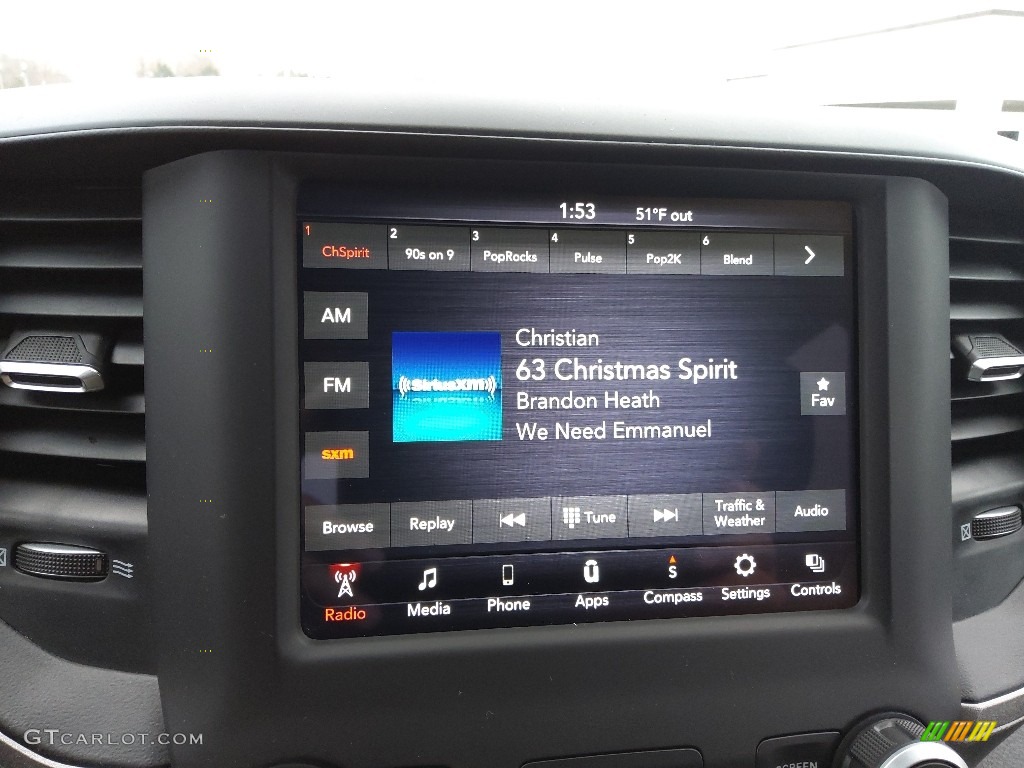 1:53 51°F out
1 ChSpirit 2 90s on 9 3 PopRocks 4 Pulse 5 Pop2K 6 Blend
AM
FM
sxm
((SiriusXM))
Christian
63 Christmas Spirit
Brandon Heath
We Need Emmanuel
Fav
Browse Replay Tune Traffic & Weather Audio
Radio Media Phone Apps S Compass Settings Controls
SCREEN
GTCARLOT.COM